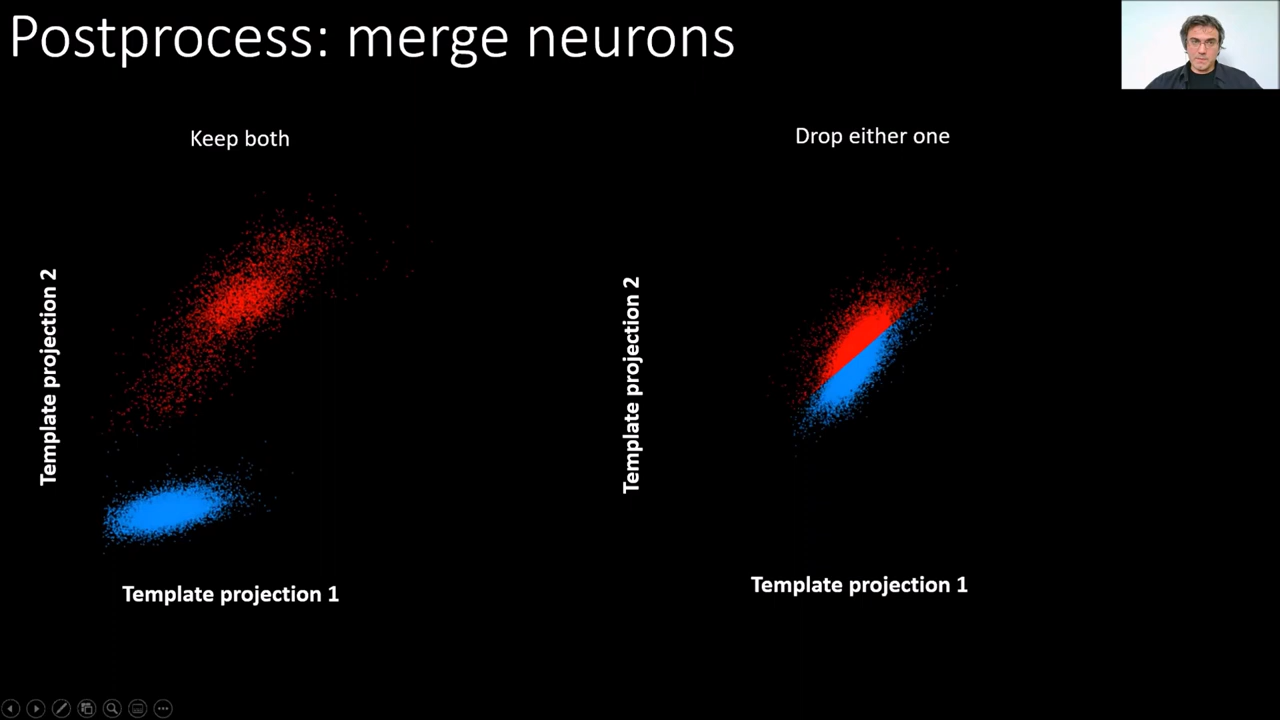 Postprocess: merge neurons
Keep both
Drop either one
Template projection 2
Template projection 2
Template projection 1
Template projection 1